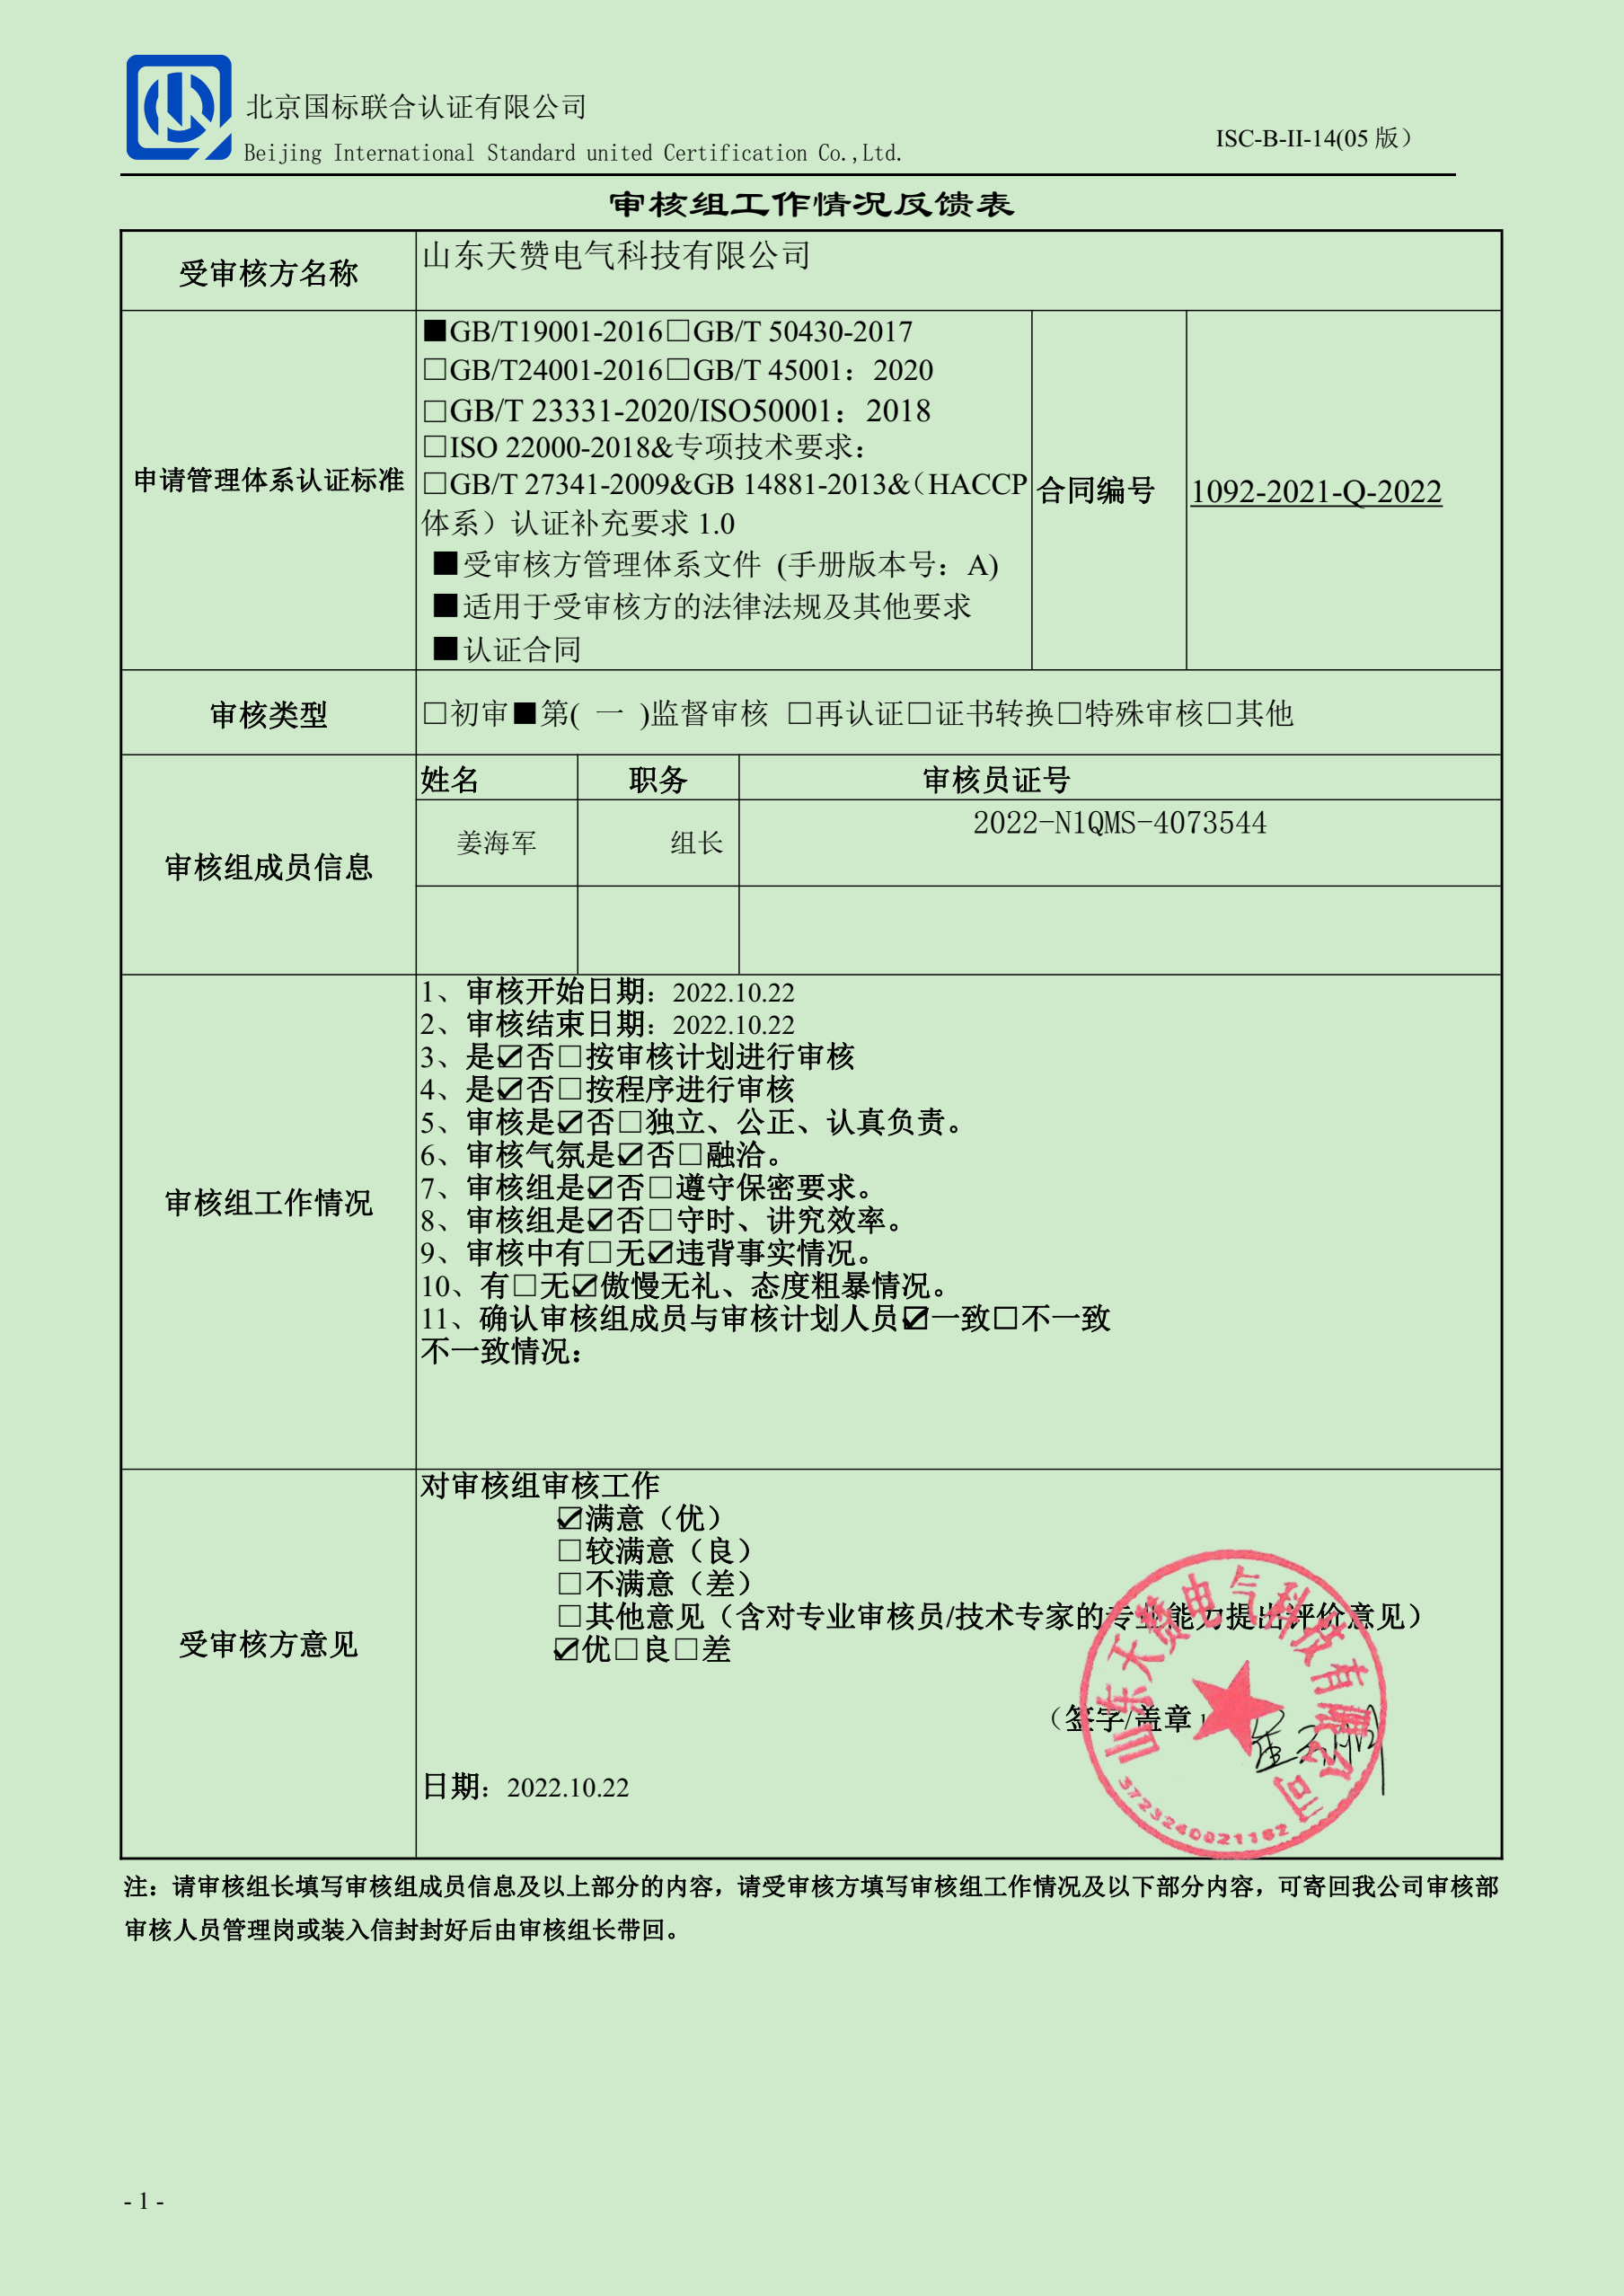 北京国标联合认证有限公司
Beijing International Standard united Certification Co.,Ltd.
ISC-B-II-14(05 版）
审核组工作情况反馈表
受审核方名称
山东天赞电气科技有限公司
申请管理体系认证标准
■GB/T19001-2016□GB/T 50430-2017
□GB/T24001-2016□GB/T 45001：2020
□GB/T 23331-2020/ISO50001：2018
□ISO 22000-2018&专项技术要求：
□GB/T 27341-2009&GB 14881-2013&（HACCP
体系）认证补充要求 1.0
■受审核方管理体系文件 (手册版本号：A)
■适用于受审核方的法律法规及其他要求
■认证合同
合同编号
1092-2021-Q-2022
审核类型
□初审■第( 一 )监督审核 □再认证□证书转换□特殊审核□其他
审核组成员信息
姓名 职务 审核员证号
姜海军 组长 2022-N1QMS-4073544
审核组工作情况
1、审核开始日期：2022.10.22
2、审核结束日期：2022.10.22
3、是☑否□按审核计划进行审核
4、是☑否□按程序进行审核
5、审核是☑否□独立、公正、认真负责。
6、审核气氛是☑否□融洽。
7、审核组是☑否□遵守保密要求。
8、审核组是☑否□守时、讲究效率。
9、审核中有□无☑违背事实情况。
10、有□无☑傲慢无礼、态度粗暴情况。
11、确认审核组成员与审核计划人员☑一致□不一致
不一致情况：
受审核方意见
对审核组审核工作
☑满意（优）
□较满意（良）
□不满意（差）
□其他意见（含对专业审核员/技术专家的专业能力提出评价意见）
☑优□良□差
（签字/盖章
日期：2022.10.22
山东天赞电气科技有限公司
3723240021162
注：请审核组长填写审核组成员信息及以上部分的内容，请受审核方填写审核组工作情况及以下部分内容，可寄回我公司审核部
审核人员管理岗或装入信封封好后由审核组长带回。
- 1 -